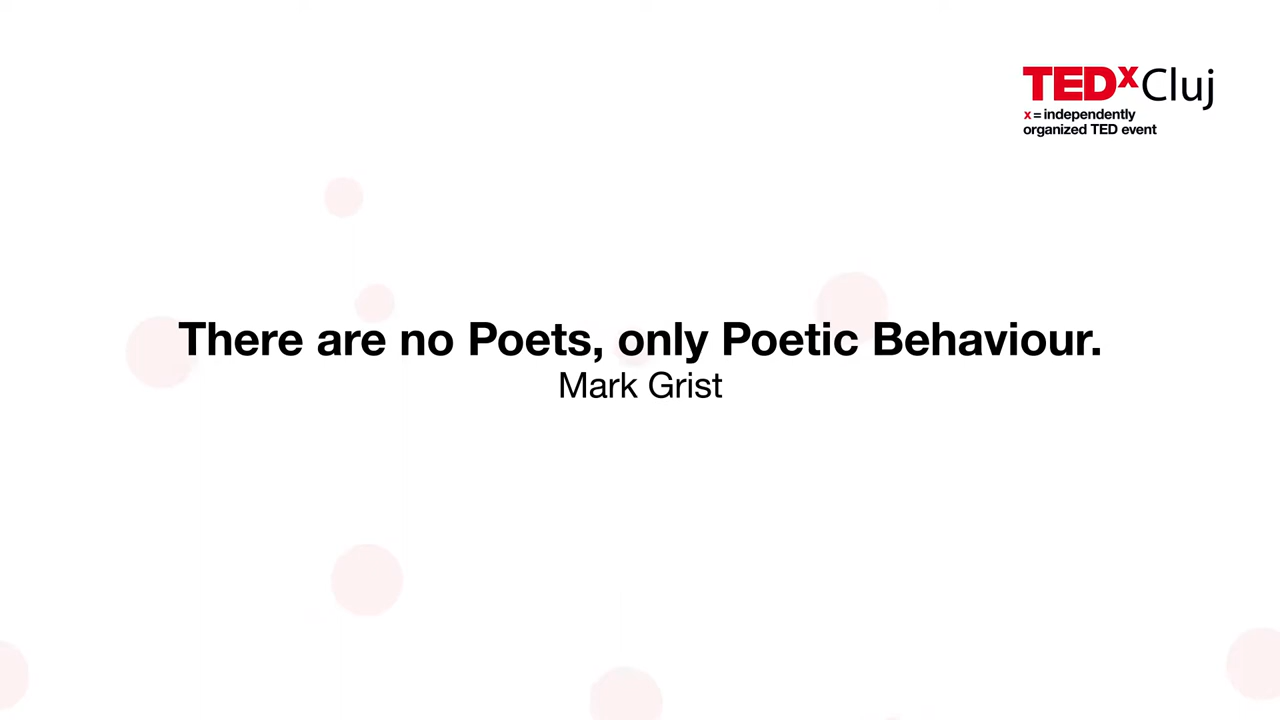 TEDxCluj
x = independently
organized TED event
There are no Poets, only Poetic Behaviour.
Mark Grist